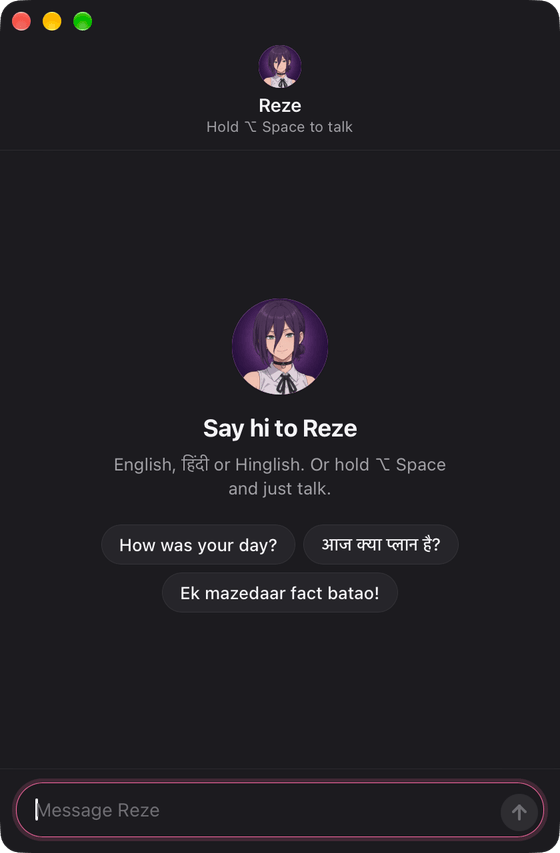 Reze
Hold ⌥ Space to talk
Say hi to Reze
English, हिंदी or Hinglish. Or hold ⌥ Space
and just talk.
How was your day?
आज क्या प्लान है?
Ek mazedaar fact batao!
Message Reze